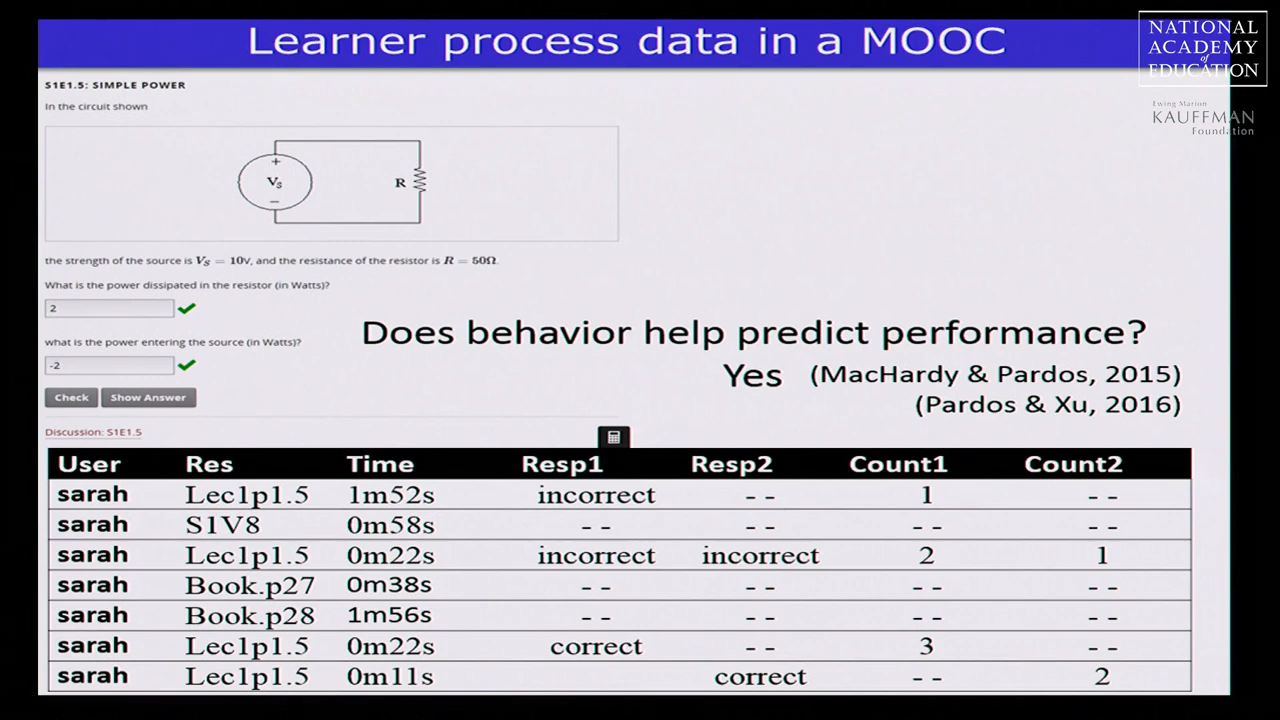 Learner process data in a MOOC
NATIONAL
ACADEMY
of
EDUCATION
Ewing Marion
KAUFFMAN
Foundation
S1E1.5: SIMPLE POWER
In the circuit shown
+
Vs
−
R
the strength of the source is Vs = 10V, and the resistance of the resistor is R = 50Ω.
What is the power dissipated in the resistor (in Watts)?
2
what is the power entering the source (in Watts)?
-2
Check Show Answer
Discussion: S1E1.5
Does behavior help predict performance?
Yes (MacHardy & Pardos, 2015)
(Pardos & Xu, 2016)
User Res Time Resp1 Resp2 Count1 Count2
sarah Lec1p1.5 1m52s incorrect - - 1 - -
sarah S1V8 0m58s - - - - - - - -
sarah Lec1p1.5 0m22s incorrect incorrect 2 1
sarah Book.p27 0m38s - - - - - - - -
sarah Book.p28 1m56s - - - - - - - -
sarah Lec1p1.5 0m22s correct - - 3 - -
sarah Lec1p1.5 0m11s correct - - 2